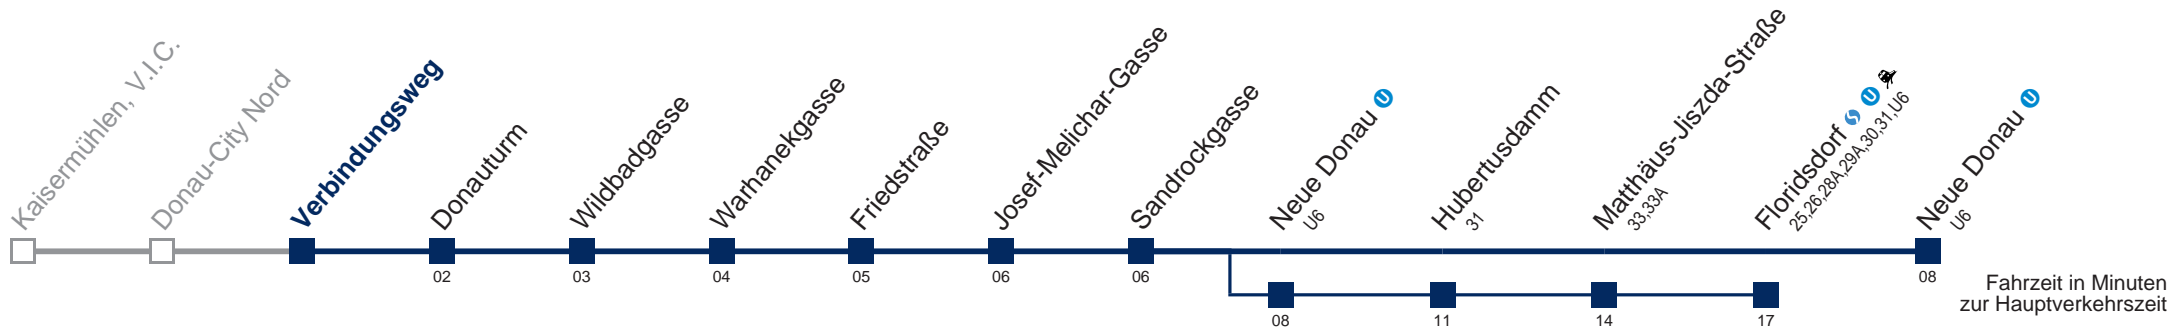 Kaisermühlen, V.I.C.
Donau-City Nord
Verbindungsweg
Donauturm
Wildbadgasse
Warhanekgasse
Friedstraße
Josef-Melichar-Gasse
Sandrockgasse
Neue Donau U
U6
Hubertusdamm
31
Matthäus-Jiszda-Straße
33,33A
Floridsdorf S U
25,26,28A,29A,30,31,U6
Neue Donau U
U6
02
03
04
05
06
06
08
08
11
14
17
Fahrzeit in Minuten
zur Hauptverkehrszeit